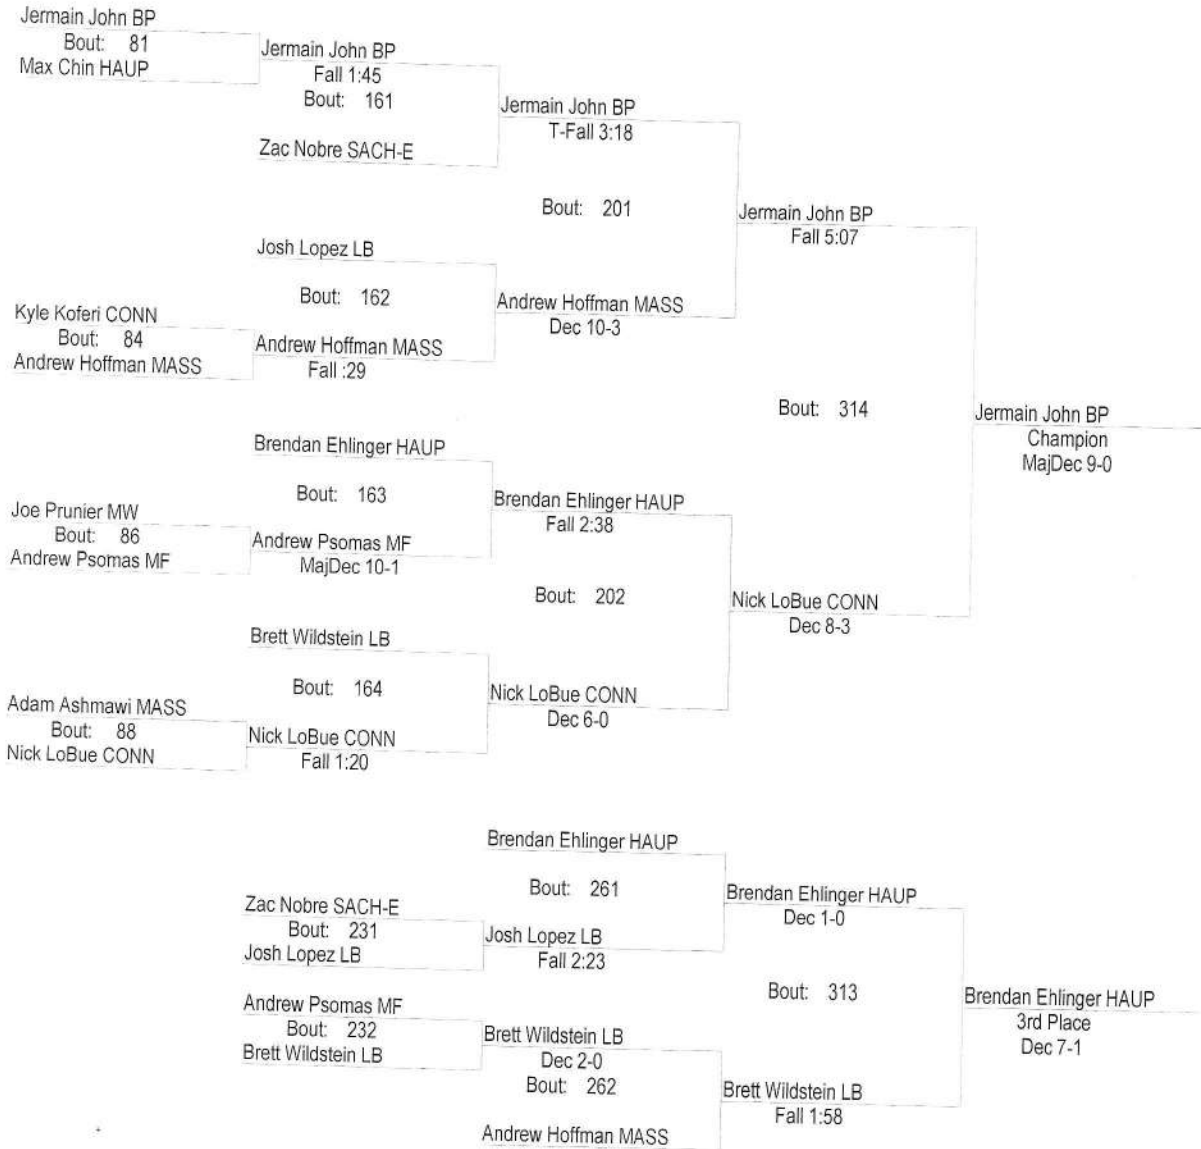 Jermain John BP
Bout: 81
Max Chin HAUP
Jermain John BP
Fall 1:45
Bout: 161
Zac Nobre SACH-E
Jermain John BP
T-Fall 3:18
Bout: 201
Josh Lopez LB
Bout: 162
Kyle Koferi CONN
Bout: 84
Andrew Hoffman MASS
Andrew Hoffman MASS
Fall :29
Andrew Hoffman MASS
Dec 10-3
Jermain John BP
Fall 5:07
Bout: 314
Jermain John BP
Champion
MajDec 9-0
Brendan Ehlinger HAUP
Bout: 163
Joe Prunier MW
Bout: 86
Andrew Psomas MF
Andrew Psomas MF
MajDec 10-1
Brendan Ehlinger HAUP
Fall 2:38
Bout: 202
Nick LoBue CONN
Dec 8-3
Brett Wildstein LB
Bout: 164
Adam Ashmawi MASS
Bout: 88
Nick LoBue CONN
Nick LoBue CONN
Fall 1:20
Nick LoBue CONN
Dec 6-0
Brendan Ehlinger HAUP
Bout: 261
Zac Nobre SACH-E
Bout: 231
Josh Lopez LB
Josh Lopez LB
Fall 2:23
Brendan Ehlinger HAUP
Dec 1-0
Bout: 313
Brendan Ehlinger HAUP
3rd Place
Dec 7-1
Andrew Psomas MF
Bout: 232
Brett Wildstein LB
Brett Wildstein LB
Dec 2-0
Bout: 262
Andrew Hoffman MASS
Brett Wildstein LB
Fall 1:58